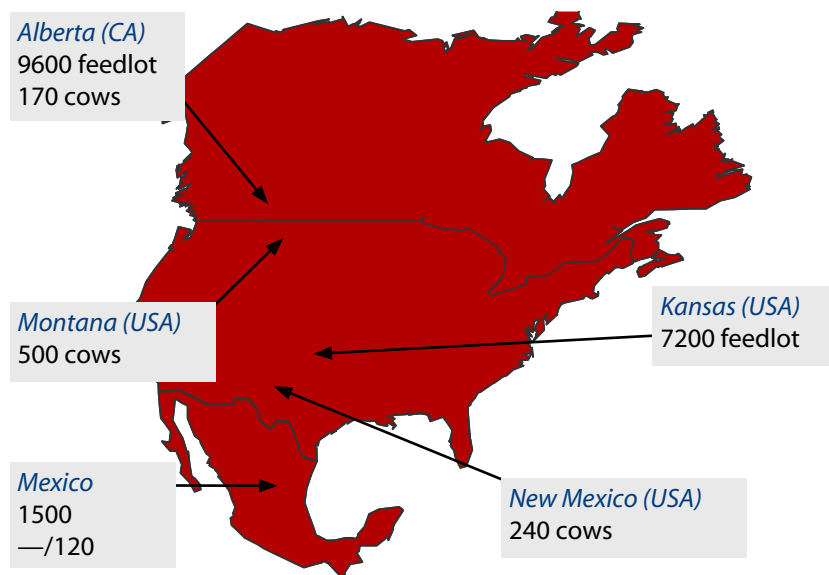 Alberta (CA)
9600 feedlot
170 cows
Montana (USA)
500 cows
Kansas (USA)
7200 feedlot
Mexico
1500
—/120
New Mexico (USA)
240 cows